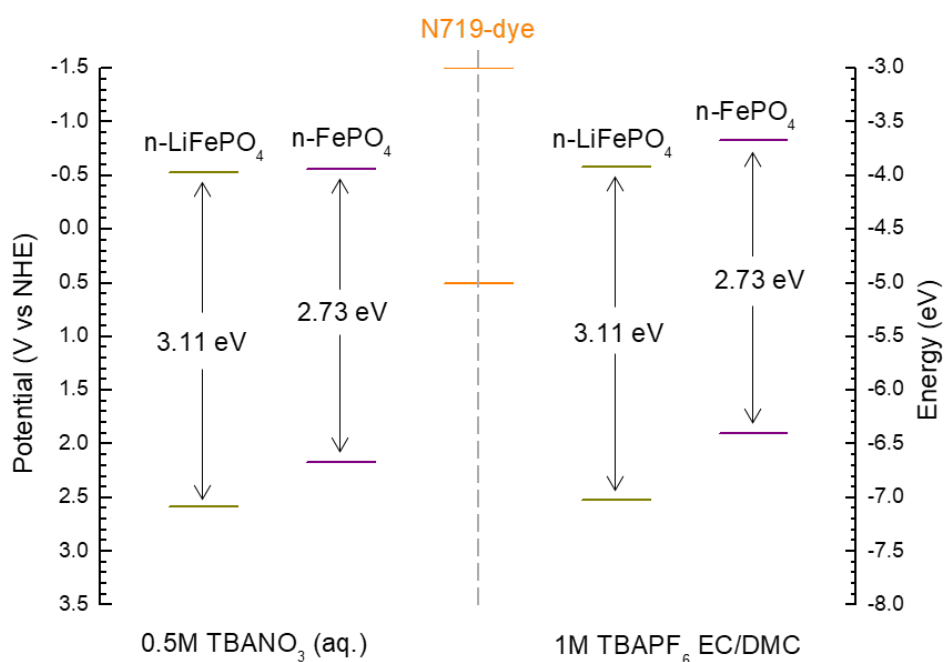 N719-dye
Potential (V vs NHE)
-1.5
-1.0
-0.5
0.0
0.5
1.0
1.5
2.0
2.5
3.0
3.5
n-LiFePO₄
n-FePO₄
3.11 eV
2.73 eV
0.5M TBANO₃ (aq.)
n-LiFePO₄
n-FePO₄
3.11 eV
2.73 eV
1M TBAPF₆ EC/DMC
-3.0
-3.5
-4.0
-4.5
-5.0
-5.5
-6.0
-6.5
-7.0
-7.5
-8.0
Energy (eV)